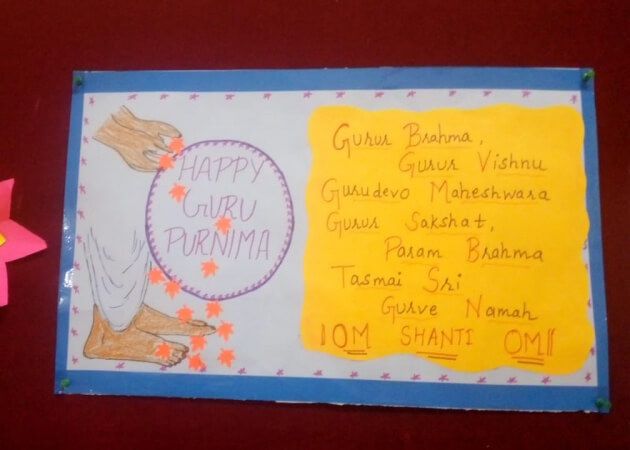 HAPPY
GURU
PURNIMA
Gurur Brahma,
Gurur Vishnu
Gurudevo Maheshwara
Gurur Sakshat,
Param Brahma
Tasmai Sri
Gurve Namah
|OM SHANTI OM||